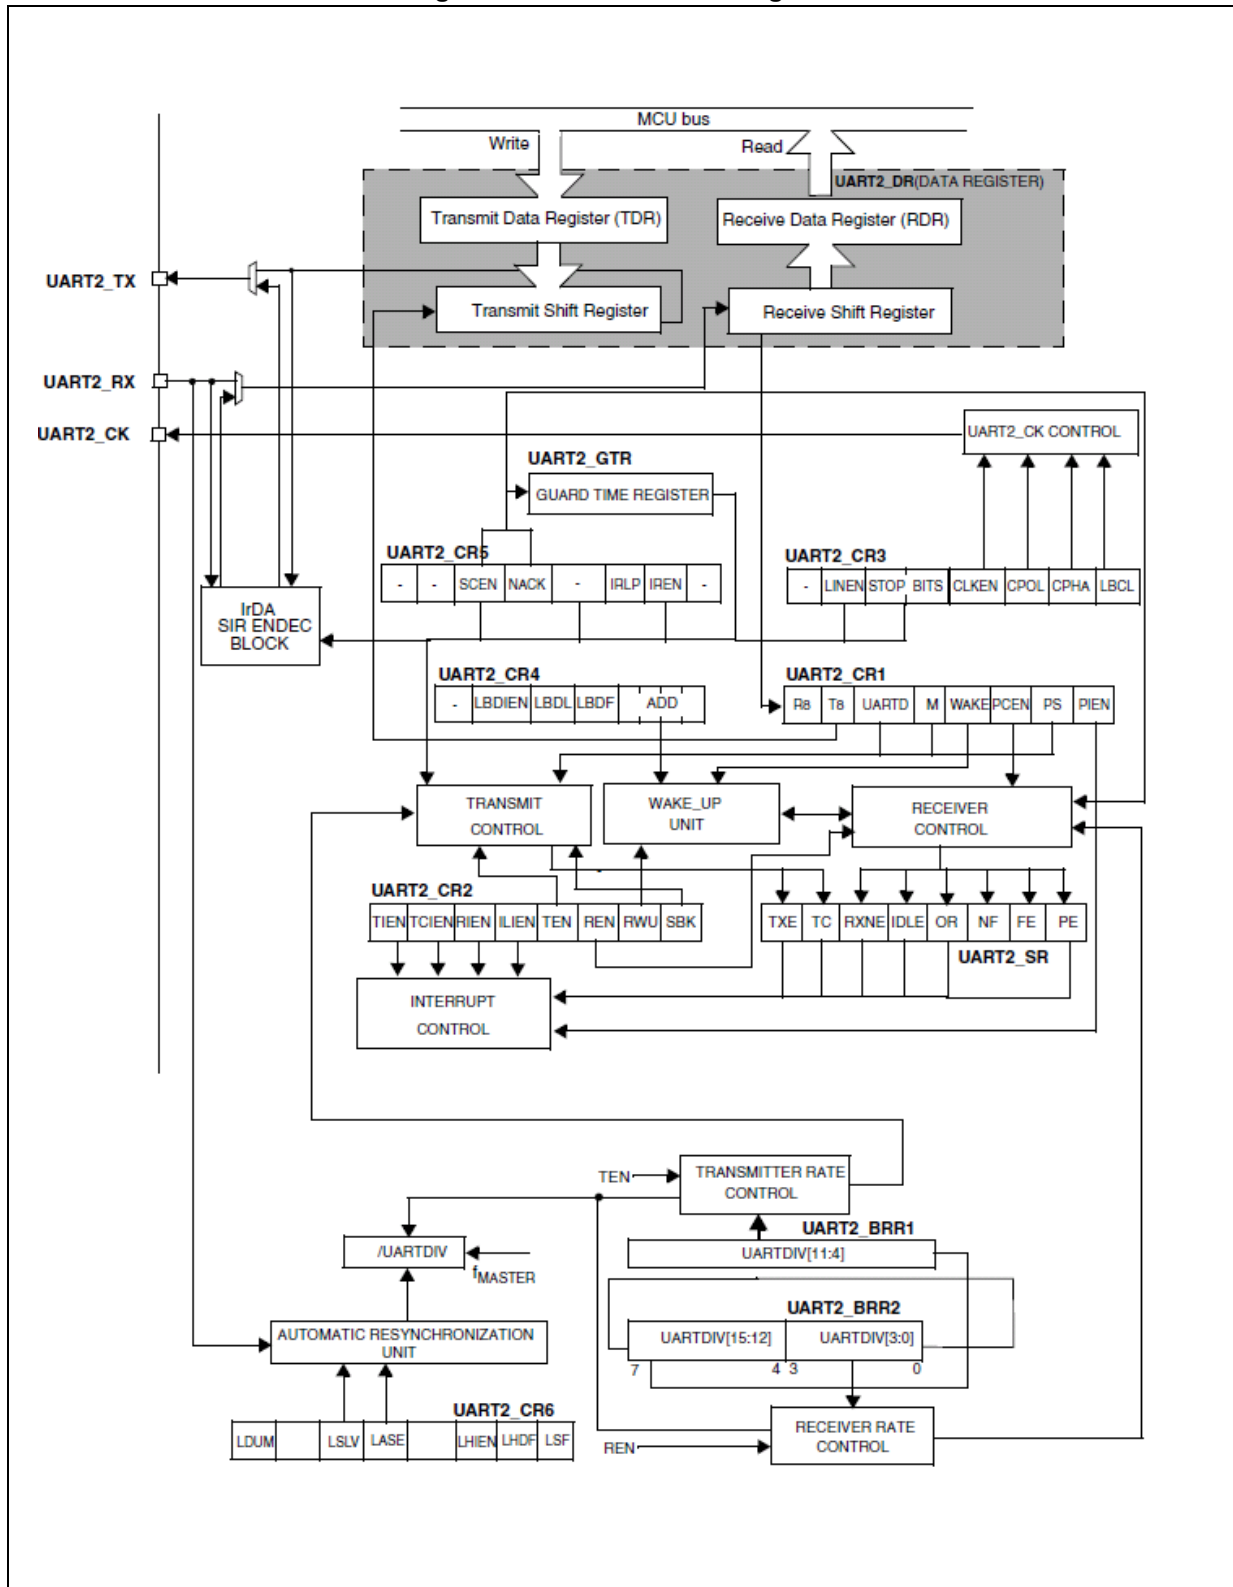 MCU bus
Write
Read
UART2_DR(DATA REGISTER)
Transmit Data Register (TDR)
Receive Data Register (RDR)
UART2_TX
Transmit Shift Register
Receive Shift Register
UART2_RX
UART2_CK
UART2_CK CONTROL
UART2_GTR
GUARD TIME REGISTER
UART2_CR5
- - SCEN NACK - IRLP IREN -
UART2_CR3
- LINEN STOP BITS CLKEN CPOL CPHA LBCL
IrDA
SIR ENDEC
BLOCK
UART2_CR4
- LBDIEN LBDL LBDF ADD
UART2_CR1
R8 T8 UARTD M WAKE PCEN PS PIEN
TRANSMIT
CONTROL
WAKE_UP
UNIT
RECEIVER
CONTROL
UART2_CR2
TIEN TCIEN RIEN ILIEN TEN REN RWU SBK
TXE TC RXNE IDLE OR NF FE PE
UART2_SR
INTERRUPT
CONTROL
TEN
TRANSMITTER RATE
CONTROL
UART2_BRR1
UARTDIV[11:4]
/UARTDIV
fMASTER
UART2_BRR2
UARTDIV[15:12] UARTDIV[3:0]
7 4 3 0
AUTOMATIC RESYNCHRONIZATION
UNIT
UART2_CR6
LDUM LSLV LASE LHIEN LHDF LSF
REN
RECEIVER RATE
CONTROL